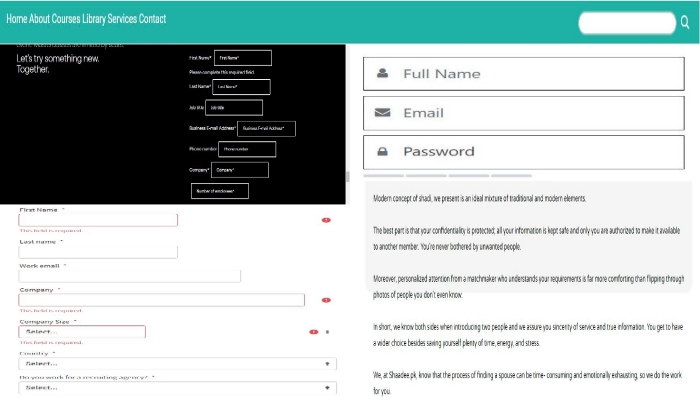 Home About Courses Library Services Contact
Let's try something new.
Together.
First Name* First Name*
Please complete this required field.
Last Name* Last Name*
Job title Job title
Business E-mail Address* Business E-mail Address*
Phone number Phone number
Company* Company*
Number of employees*
First Name *
This field is required.
Last name *
Work email *
Company *
This field is required.
Company Size *
Select...
This field is required.
Country *
Select...
Do you work for a recruiting agency? *
Select...
Full Name
Email
Password
Modern concept of shadi, we present is an ideal mixture of traditional and modern elements.
The best part is that your confidentiality is protected; all your information is kept safe and only you are authorized to make it available
to another member. You're never bothered by unwanted people.
Moreover, personalized attention from a matchmaker who understands your requirements is far more comforting than flipping through
photos of people you don't even know.
In short, we know both sides when introducing two people and we assure you sincerity of service and true information. You get to have
a wider choice besides saving yourself plenty of time, energy, and stress.
We, at Shaadee.pk, know that the process of finding a spouse can be time- consuming and emotionally exhausting, so we do the work
for you.